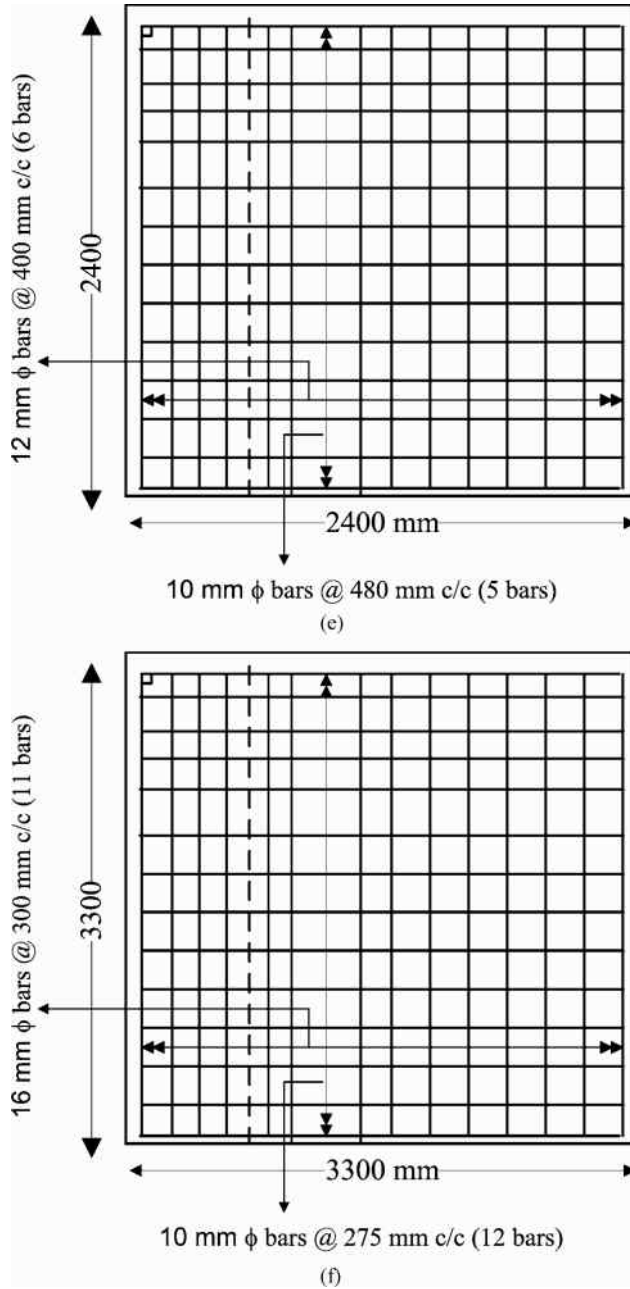 12 mm ϕ bars @ 400 mm c/c (6 bars)
2400
2400 mm
10 mm ϕ bars @ 480 mm c/c (5 bars)
(e)
16 mm ϕ bars @ 300 mm c/c (11 bars)
3300
3300 mm
10 mm ϕ bars @ 275 mm c/c (12 bars)
(f)